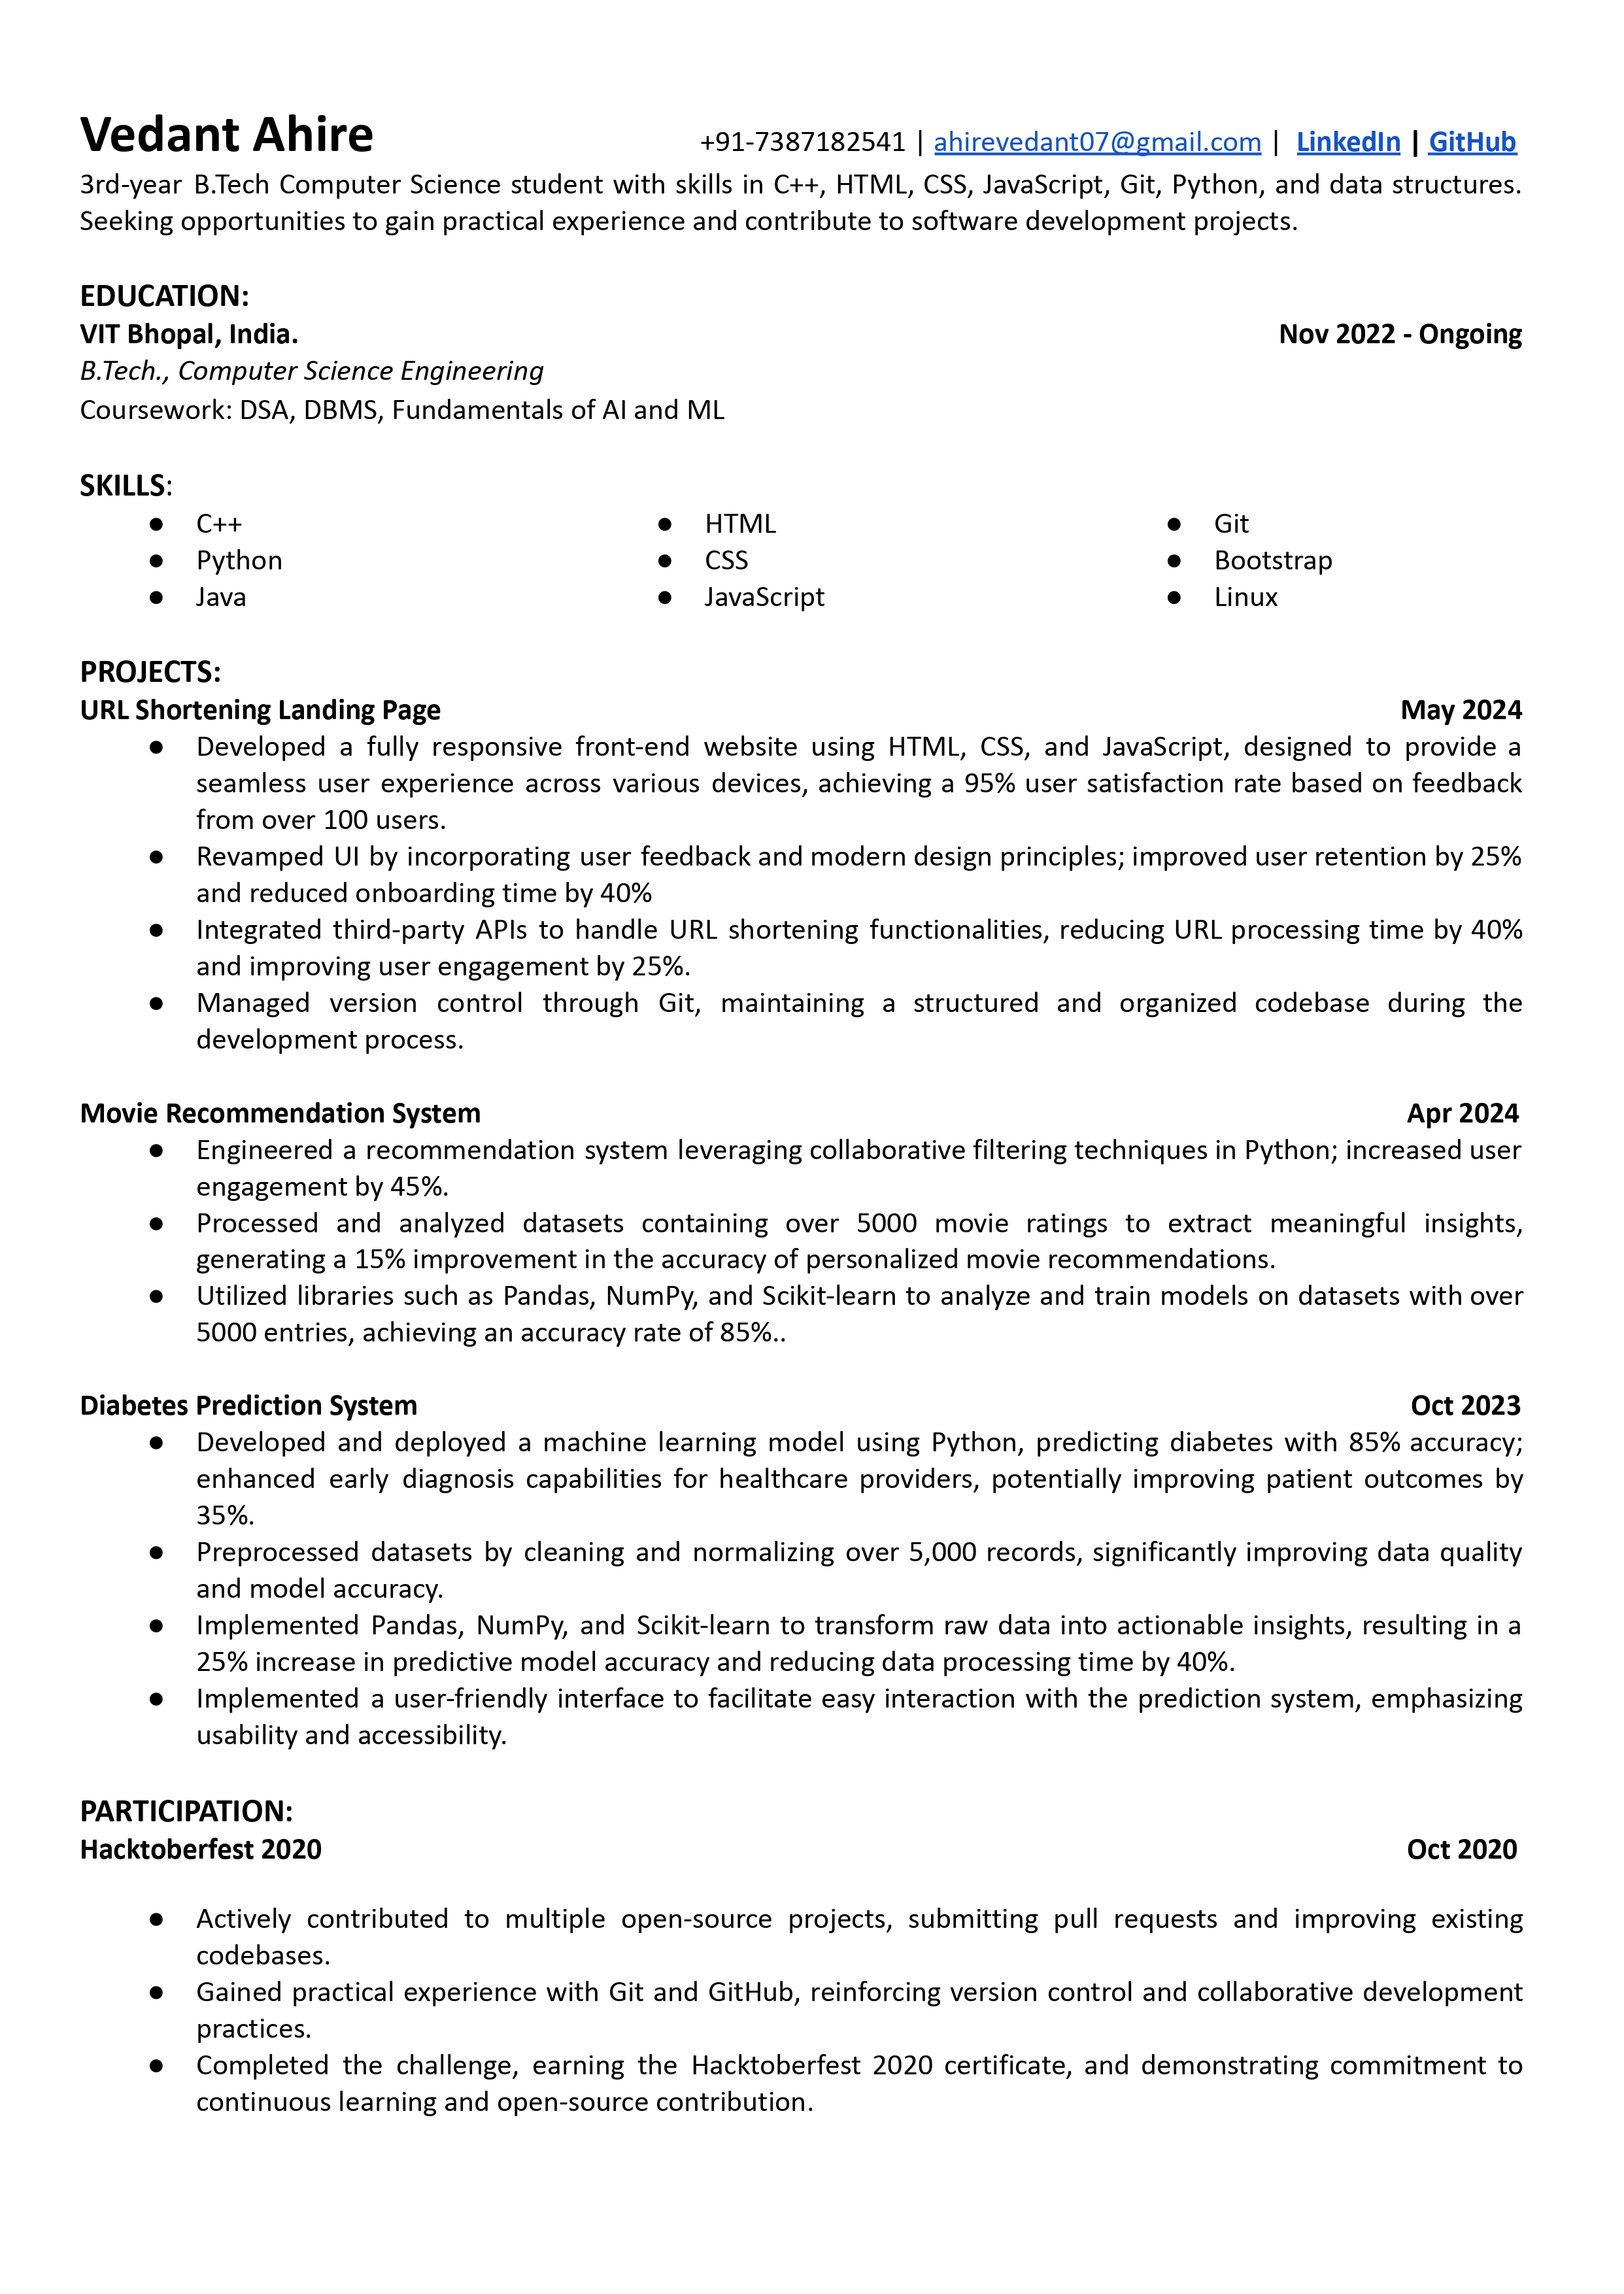 Vedant Ahire +91-7387182541 | ahirevedant07@gmail.com | LinkedIn | GitHub
3rd-year B.Tech Computer Science student with skills in C++, HTML, CSS, JavaScript, Git, Python, and data structures.
Seeking opportunities to gain practical experience and contribute to software development projects.
EDUCATION:
VIT Bhopal, India. Nov 2022 - Ongoing
B.Tech., Computer Science Engineering
Coursework: DSA, DBMS, Fundamentals of AI and ML
SKILLS:
● C++ ● HTML ● Git
● Python ● CSS ● Bootstrap
● Java ● JavaScript ● Linux
PROJECTS:
URL Shortening Landing Page May 2024
● Developed a fully responsive front-end website using HTML, CSS, and JavaScript, designed to provide a
seamless user experience across various devices, achieving a 95% user satisfaction rate based on feedback
from over 100 users.
● Revamped UI by incorporating user feedback and modern design principles; improved user retention by 25%
and reduced onboarding time by 40%
● Integrated third-party APIs to handle URL shortening functionalities, reducing URL processing time by 40%
and improving user engagement by 25%.
● Managed version control through Git, maintaining a structured and organized codebase during the
development process.
Movie Recommendation System Apr 2024
● Engineered a recommendation system leveraging collaborative filtering techniques in Python; increased user
engagement by 45%.
● Processed and analyzed datasets containing over 5000 movie ratings to extract meaningful insights,
generating a 15% improvement in the accuracy of personalized movie recommendations.
● Utilized libraries such as Pandas, NumPy, and Scikit-learn to analyze and train models on datasets with over
5000 entries, achieving an accuracy rate of 85%..
Diabetes Prediction System Oct 2023
● Developed and deployed a machine learning model using Python, predicting diabetes with 85% accuracy;
enhanced early diagnosis capabilities for healthcare providers, potentially improving patient outcomes by
35%.
● Preprocessed datasets by cleaning and normalizing over 5,000 records, significantly improving data quality
and model accuracy.
● Implemented Pandas, NumPy, and Scikit-learn to transform raw data into actionable insights, resulting in a
25% increase in predictive model accuracy and reducing data processing time by 40%.
● Implemented a user-friendly interface to facilitate easy interaction with the prediction system, emphasizing
usability and accessibility.
PARTICIPATION:
Hacktoberfest 2020 Oct 2020
● Actively contributed to multiple open-source projects, submitting pull requests and improving existing
codebases.
● Gained practical experience with Git and GitHub, reinforcing version control and collaborative development
practices.
● Completed the challenge, earning the Hacktoberfest 2020 certificate, and demonstrating commitment to
continuous learning and open-source contribution.